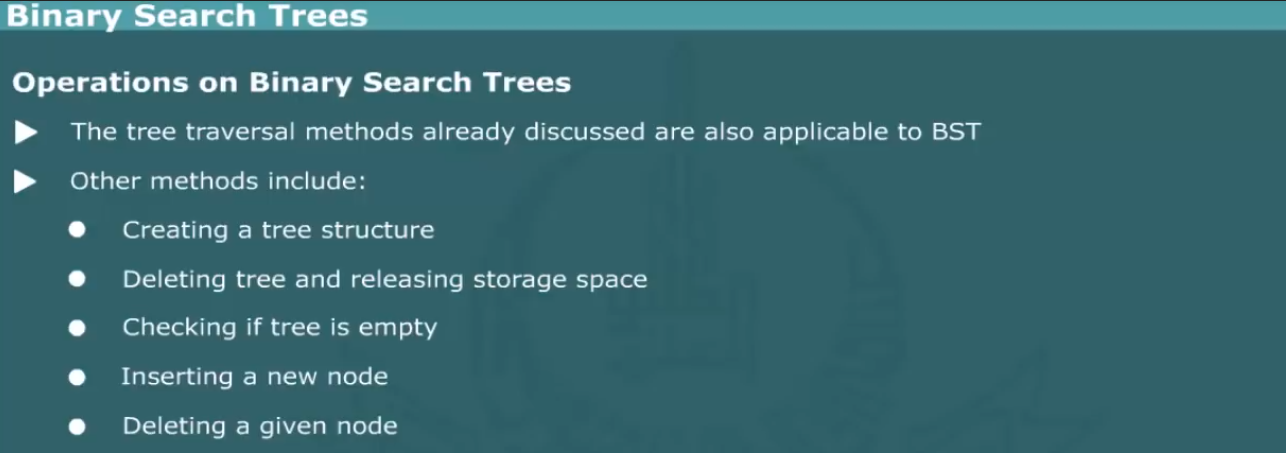 Binary Search Trees
Operations on Binary Search Trees
The tree traversal methods already discussed are also applicable to BST
Other methods include:
Creating a tree structure
Deleting tree and releasing storage space
Checking if tree is empty
Inserting a new node
Deleting a given node